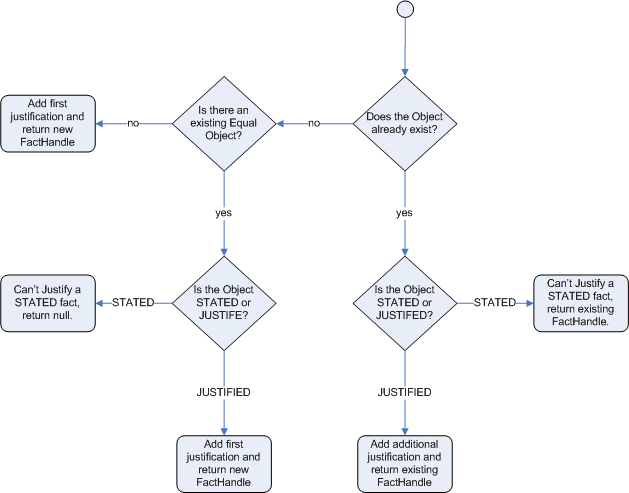 Add first
justification and
return new
FactHandle
no
Is there an
existing Equal
Object?
no
Does the Object
already exist?
yes
yes
Can't Justify a
STATED fact,
return null.
STATED
Is the Object
STATED or
JUSTIFE?
Is the Object
STATED or
JUSTIFED?
STATED
Can't Justify a
STATED fact,
return existing
FactHandle.
JUSTIFIED
JUSTIFIED
Add first
justification and
return new
FactHandle
Add additional
justification and
return existing
FactHandle